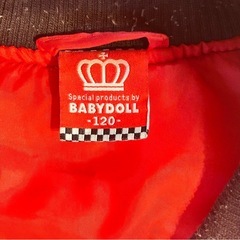 Special products by
BABYDOLL
-120-